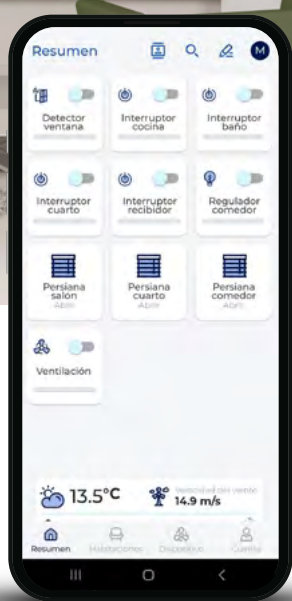 Resumen
M
Detector
ventana
Interruptor
cocina
Interruptor
baño
Interruptor
cuarto
Interruptor
recibidor
Regulador
comedor
Persiana
salón
Abrir
Persiana
cuarto
Abrir
Persiana
comedor
Abrir
Ventilación
13.5°C
Velocidad del viento
14.9 m/s
Resumen
Habitaciones
Dispositivos
Cuenta